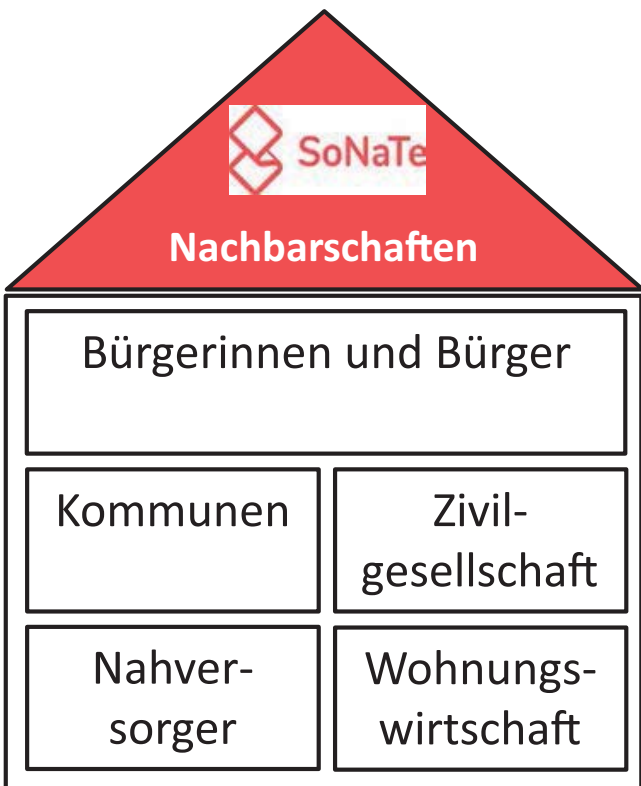 SoNaTe
Nachbarschaften
Bürgerinnen und Bürger
Kommunen
Zivil-
gesellschaft
Nahver-
sorger
Wohnungs-
wirtschaft